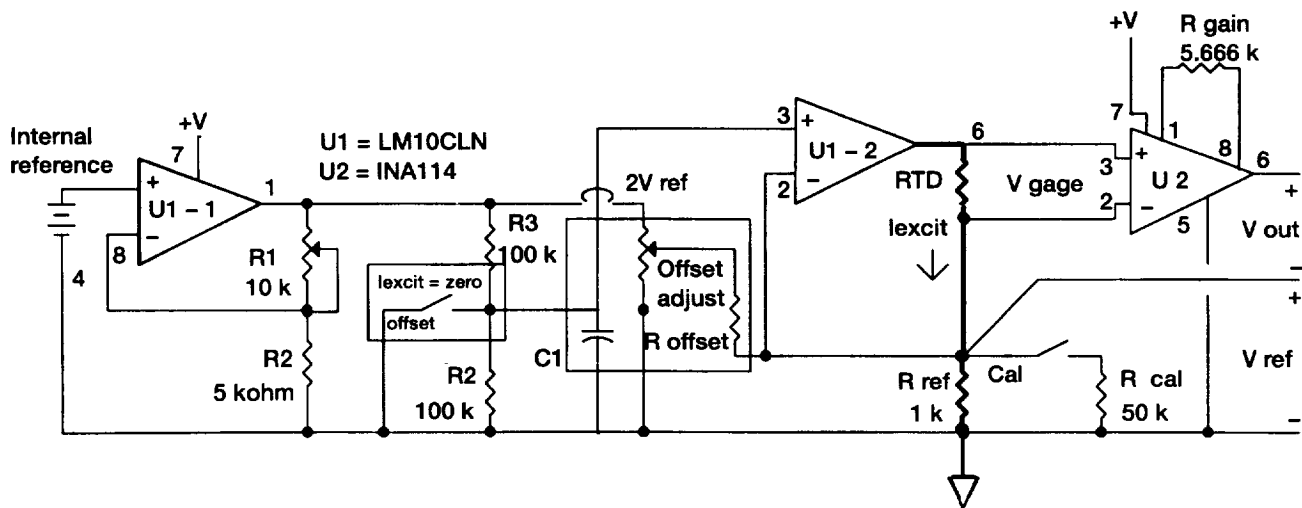 +V
R gain
5.666 k
Internal
reference
+V
7
U1 = LM10CLN
U2 = INA114
+
U1 – 1
–
1
8
4
R1
10 k
R2
5 kohm
R3
100 k
Iexcit = zero
offset
R2
100 k
C1
2V ref
Offset
adjust
R offset
3
+
U1 – 2
2
–
6
RTD
V gage
Iexcit
R ref
1 k
Cal
R cal
50 k
7
1
8
3
+
U 2
2
–
5
6
+
V out
–
+
V ref
–